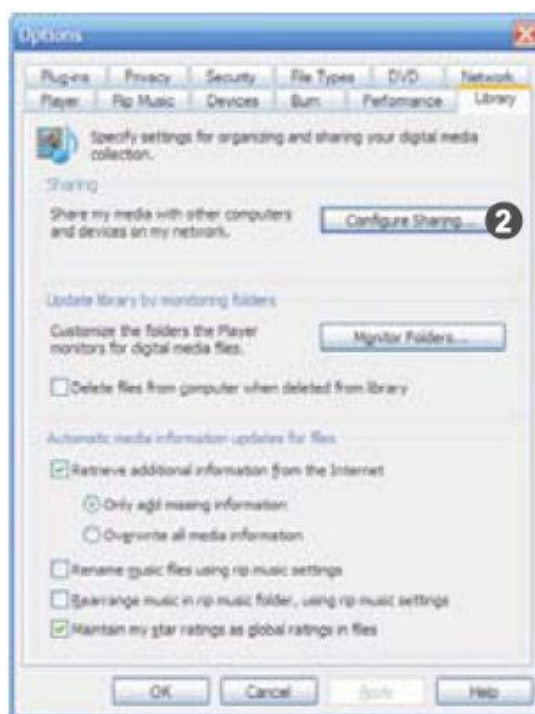 Options
Plug-ins Privacy Security File Types DVD Network
Player Rip Music Devices Burn Performance Library
Specify settings for organizing and sharing your digital media
collection.
Sharing
Share my media with other computers
and devices on my network.
Configure Sharing... 2
Update library by monitoring folders
Customize the folders the Player
monitors for digital media files.
Monitor Folders...
Delete files from computer when deleted from library
Automatic media information updates for files
Retrieve additional information from the Internet
Only add missing information
Overwrite all media information
Rename music files using rip music settings
Rearrange music in rip music folder, using rip music settings
Maintain my star ratings as global ratings in files
OK Cancel Apply Help